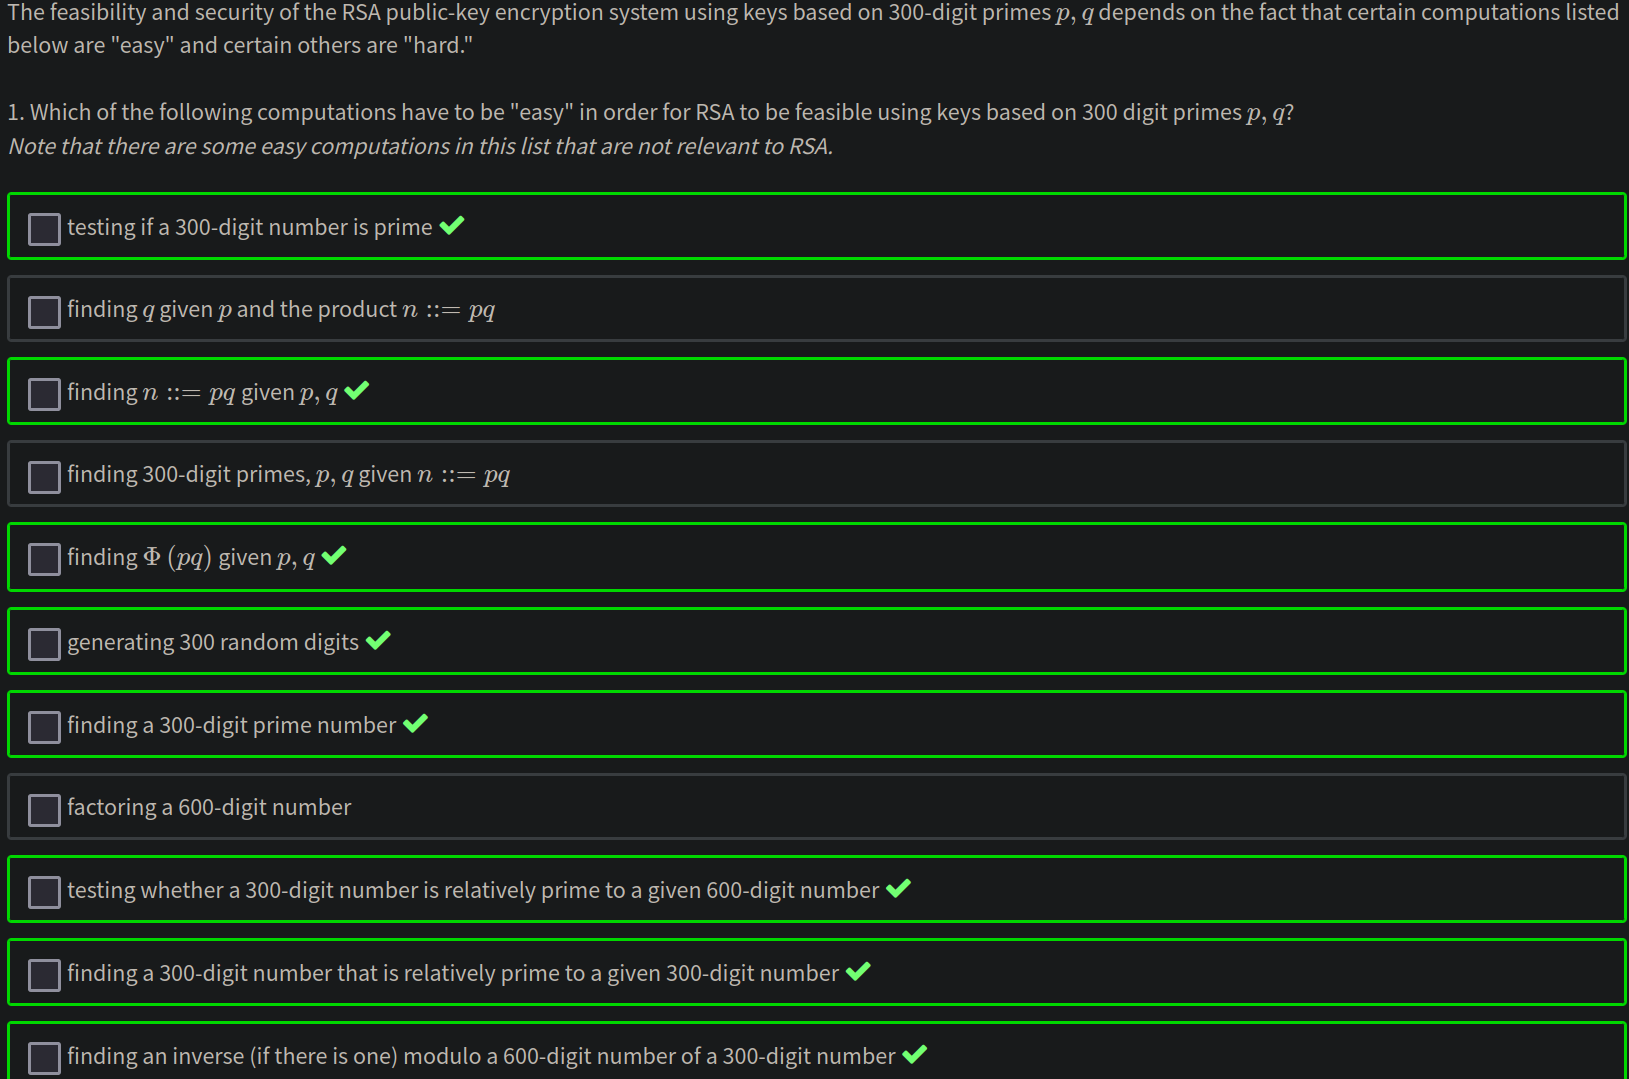 The feasibility and security of the RSA public-key encryption system using keys based on 300-digit primes p, q depends on the fact that certain computations listed
below are "easy" and certain others are "hard."
1. Which of the following computations have to be "easy" in order for RSA to be feasible using keys based on 300 digit primes p, q?
Note that there are some easy computations in this list that are not relevant to RSA.
testing if a 300-digit number is prime ✔
finding q given p and the product n ::= pq
finding n ::= pq given p, q ✔
finding 300-digit primes, p, q given n ::= pq
finding Φ (pq) given p, q ✔
generating 300 random digits ✔
finding a 300-digit prime number ✔
factoring a 600-digit number
testing whether a 300-digit number is relatively prime to a given 600-digit number ✔
finding a 300-digit number that is relatively prime to a given 300-digit number ✔
finding an inverse (if there is one) modulo a 600-digit number of a 300-digit number ✔